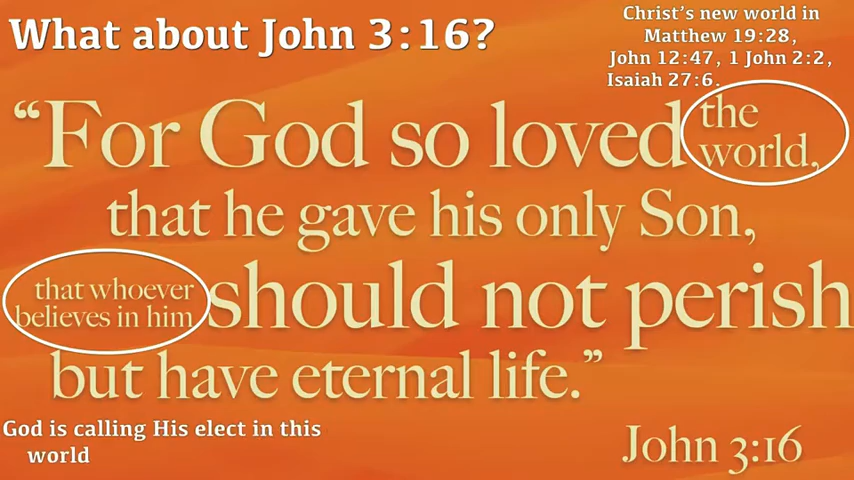 What about John 3:16?
Christ's new world in
Matthew 19:28,
John 12:47, 1 John 2:2,
Isaiah 27:6.
“For God so loved the world,
that he gave his only Son,
that whoever believes in him should not perish
but have eternal life.”
God is calling His elect in this
world
John 3:16